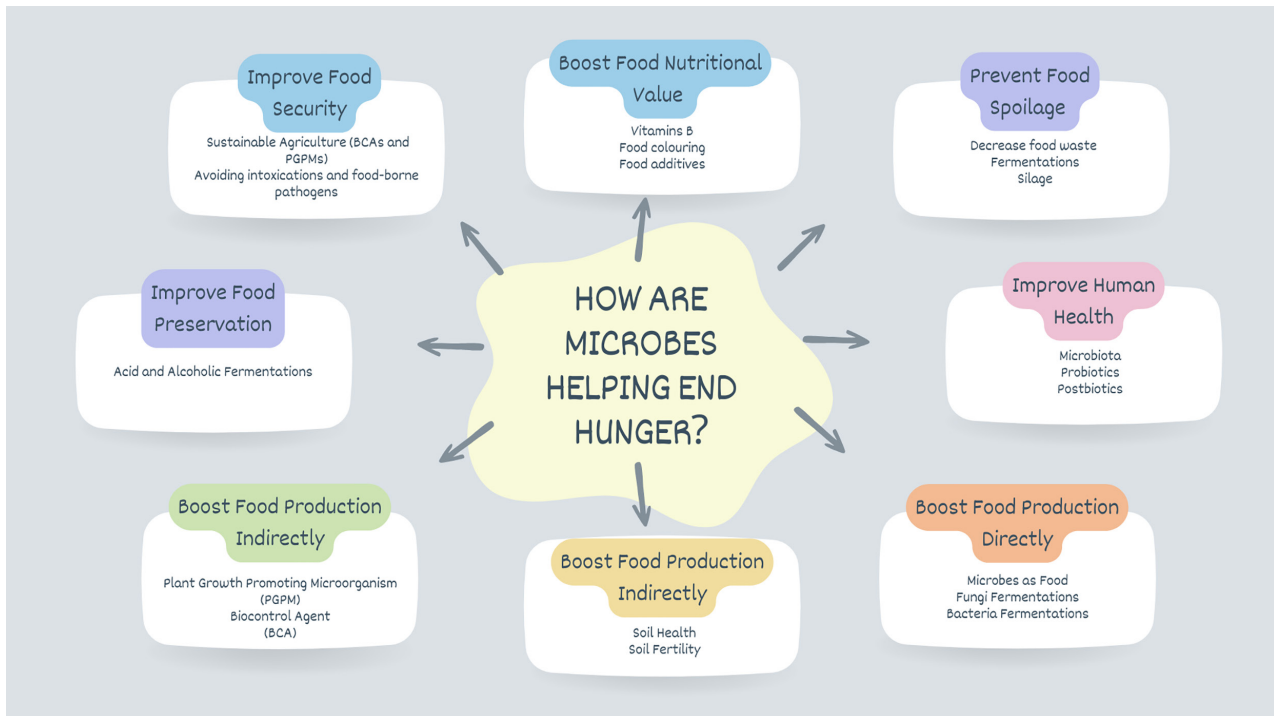 Improve Food
Security
Sustainable Agriculture (BCAs and
PGPMs)
Avoiding intoxications and food-borne
pathogens
Boost Food Nutritional
Value
Vitamins B
Food colouring
Food additives
Prevent Food
Spoilage
Decrease food waste
Fermentations
Silage
Improve Food
Preservation
Acid and Alcoholic Fermentations
HOW ARE
MICROBES
HELPING END
HUNGER?
Improve Human
Health
Microbiota
Probiotics
Postbiotics
Boost Food Production
Indirectly
Plant Growth Promoting Microorganism
(PGPM)
Biocontrol Agent
(BCA)
Boost Food Production
Indirectly
Soil Health
Soil Fertility
Boost Food Production
Directly
Microbes as Food
Fungi Fermentations
Bacteria Fermentations